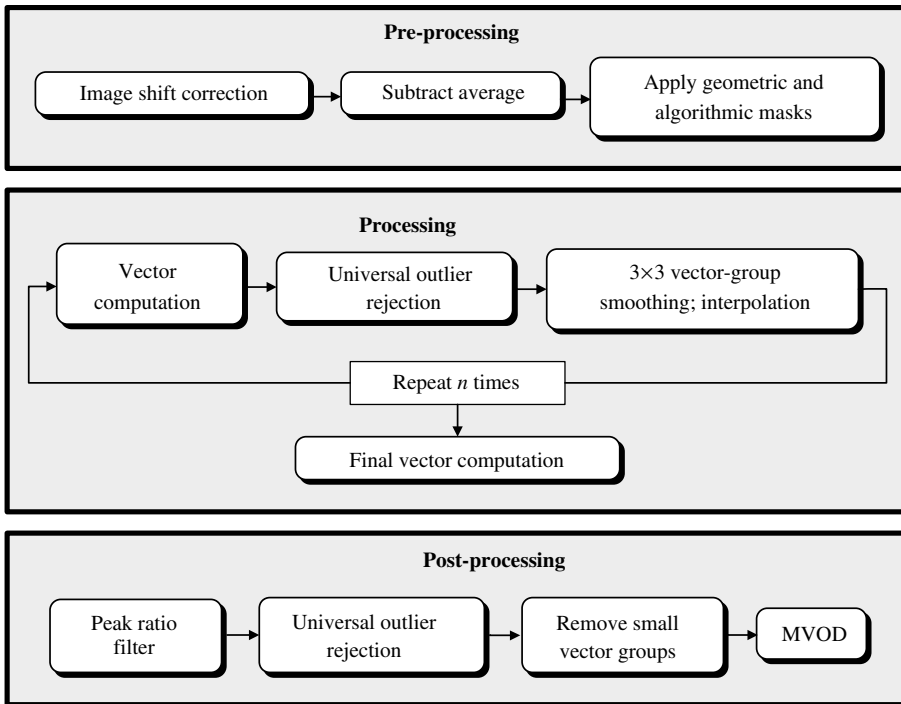 Pre-processing
Image shift correction
Subtract average
Apply geometric and
algorithmic masks
Processing
Vector
computation
Universal outlier
rejection
3×3 vector-group
smoothing; interpolation
Repeat n times
Final vector computation
Post-processing
Peak ratio
filter
Universal outlier
rejection
Remove small
vector groups
MVOD